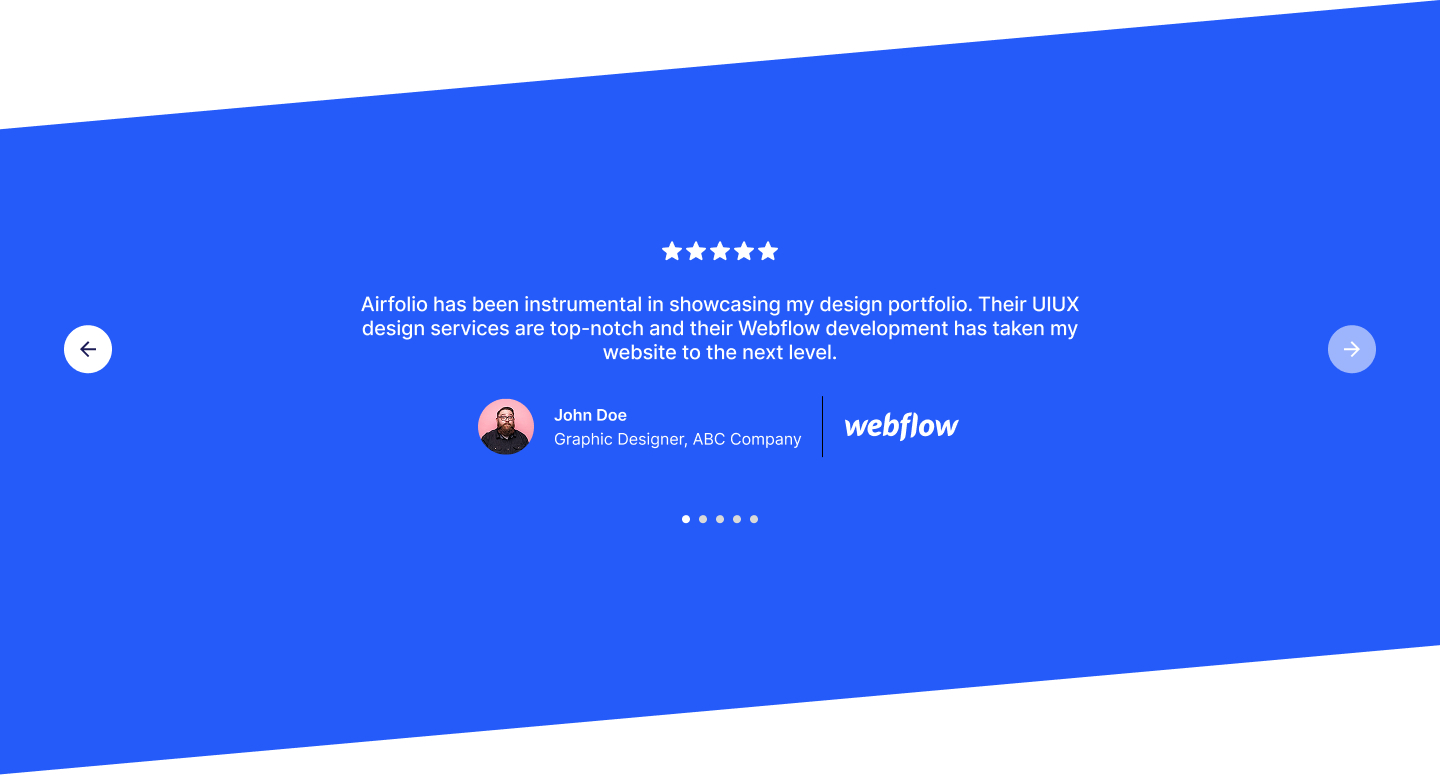 Airfolio has been instrumental in showcasing my design portfolio. Their UIUX
design services are top-notch and their Webflow development has taken my
website to the next level.
John Doe
Graphic Designer, ABC Company
webflow